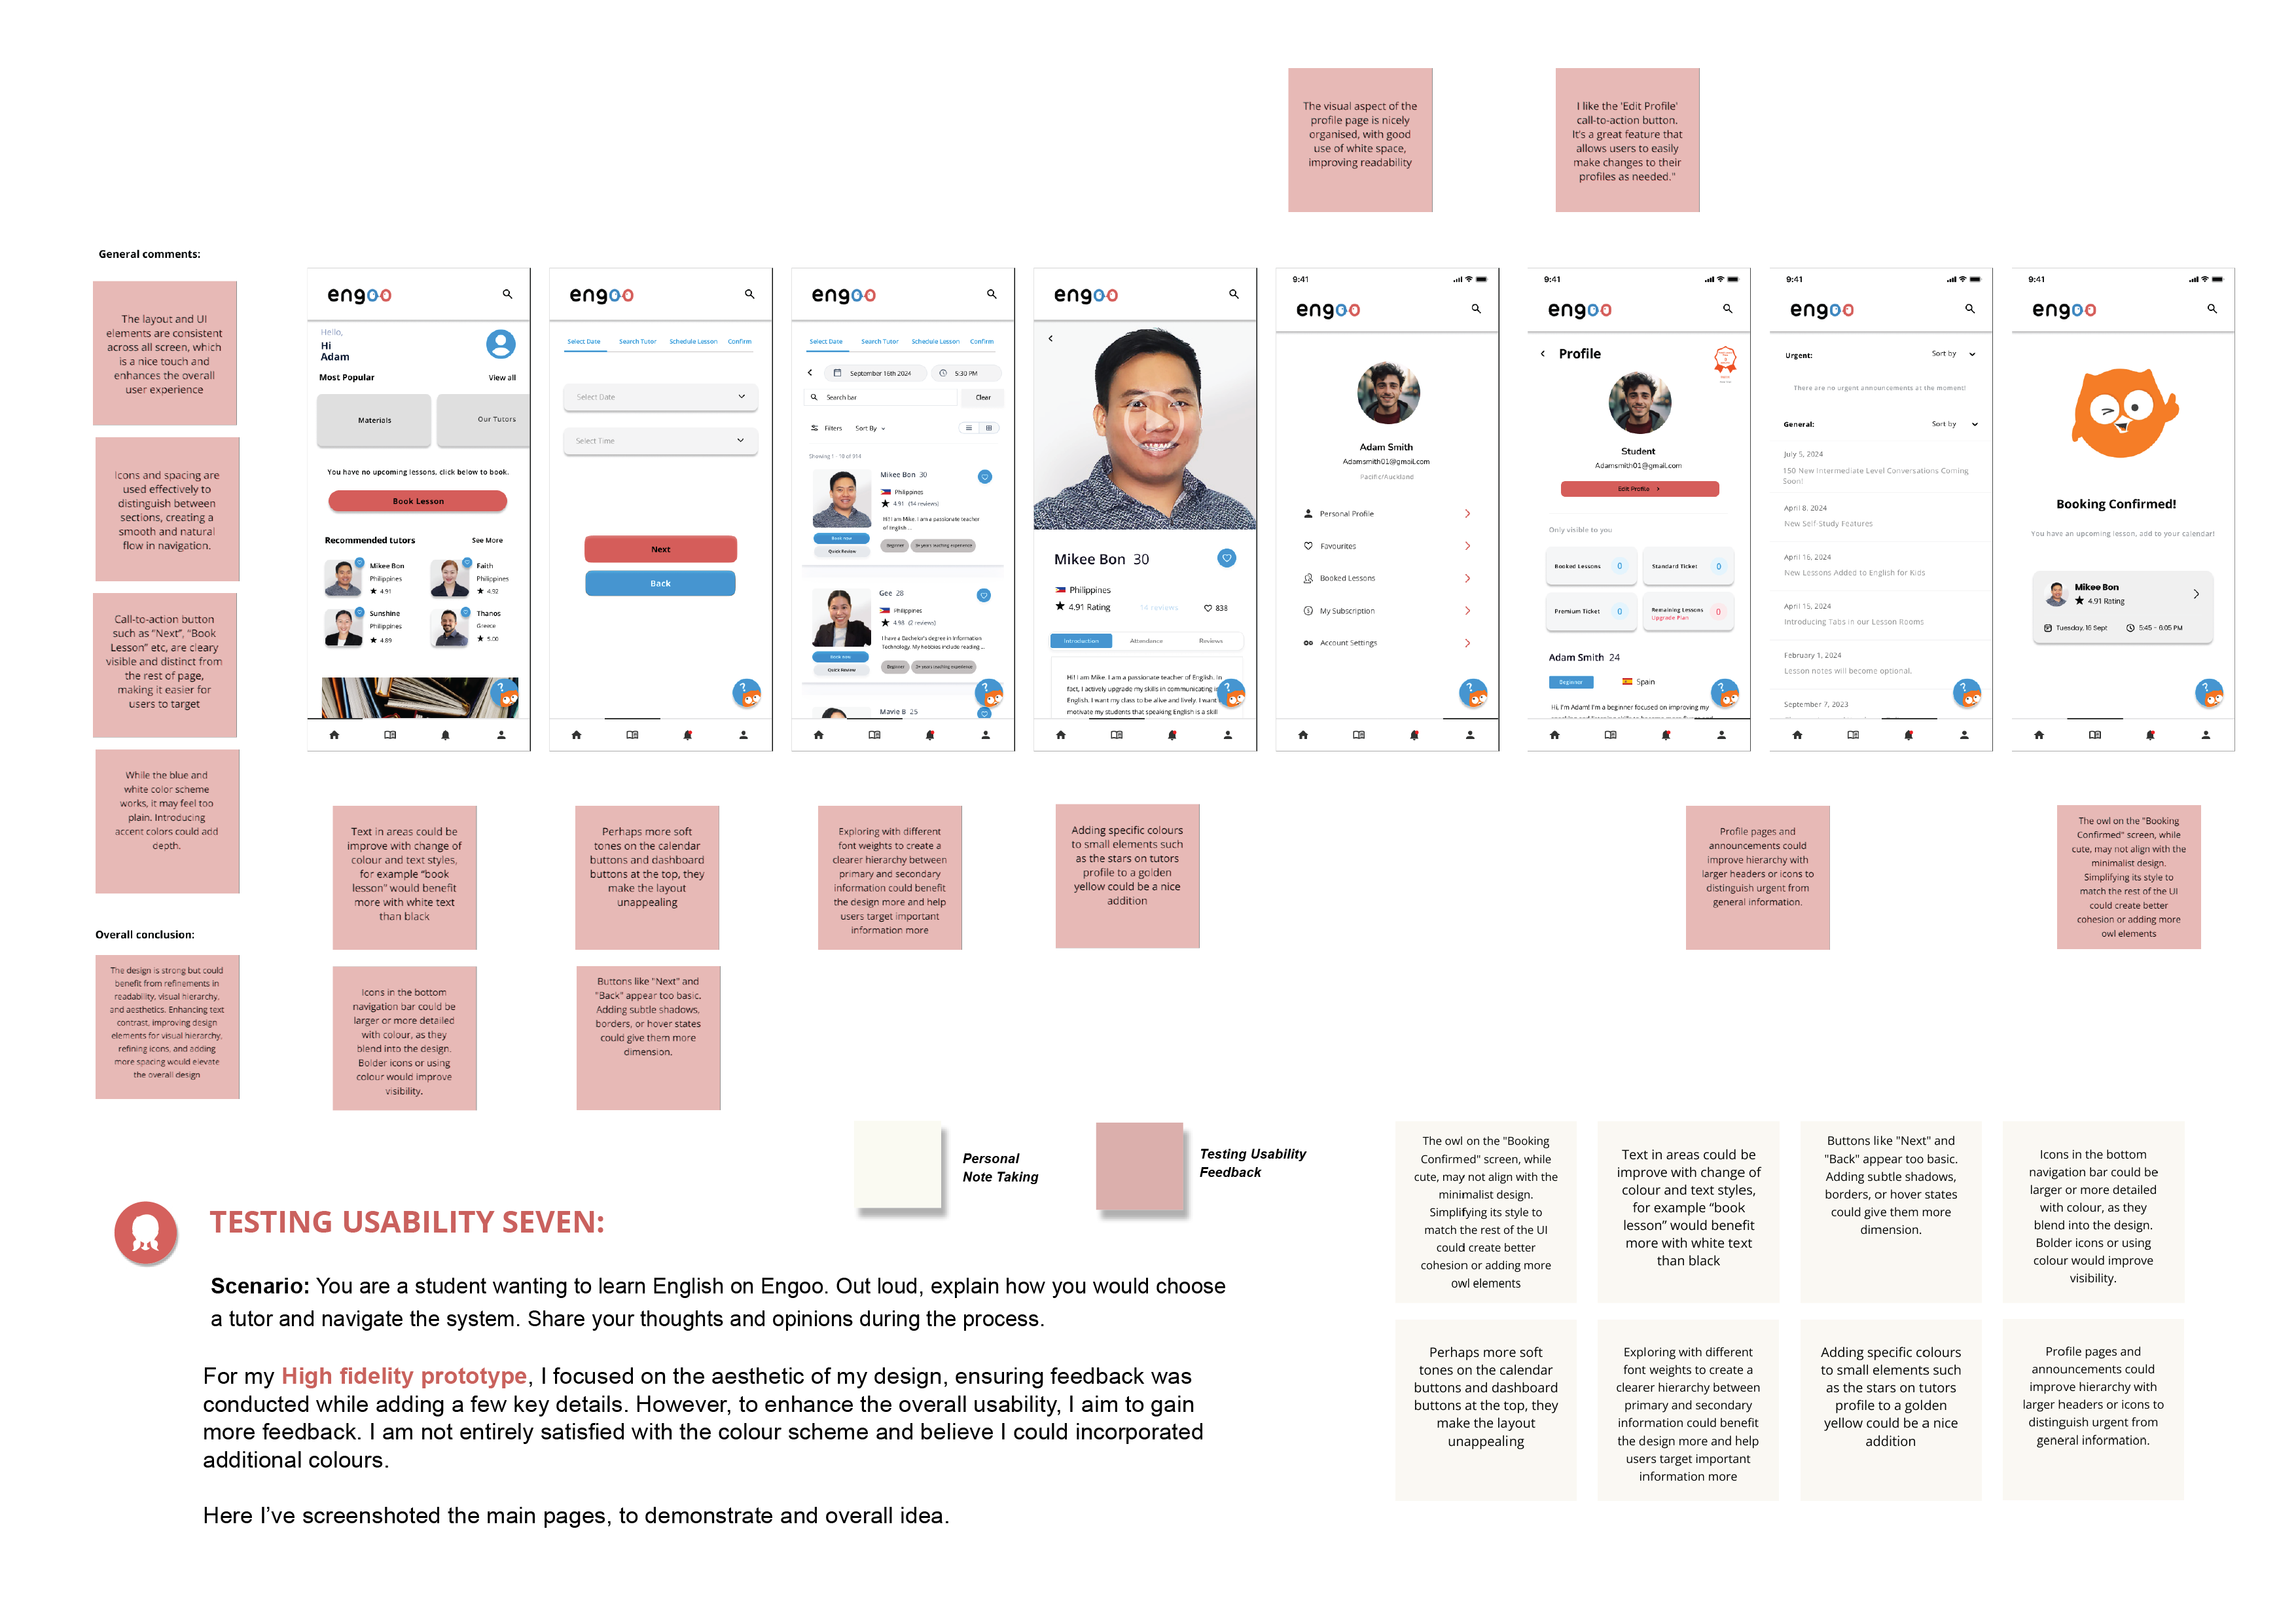 The visual aspect of the
profile page is nicely
organised, with good
use of white space,
improving readability
I like the 'Edit Profile'
call-to-action button.
It's a great feature that
allows users to easily
make changes to their
profiles as needed."
General comments:
The layout and UI
elements are consistent
across all screen, which
is a nice touch and
enhances the overall
user experience
Icons and spacing are
used effectively to
distinguish between
sections, creating a
smooth and natural
flow in navigation.
Call-to-action button
such as "Next", "Book
Lesson" etc, are cleary
visible and distinct from
the rest of page,
making it easier for
users to target
While the blue and
white color scheme
works, it may feel too
plain. Introducing
accent colors could add
depth.
Overall conclusion:
The design is strong but could
benefit from refinements in
readability, visual hierarchy,
and aesthetics. Enhancing text
contrast, improving design
elements for visual hierarchy,
refining icons, and adding
more spacing would elevate
the overall design
engoo
Hello,
Hi
Adam
Most Popular View all
Materials
Our Tutors
You have no upcoming lessons, click below to book.
Book Lesson
Recommended tutors See More
Mikee Bon
Philippines
★ 4.91
Faith
Philippines
★ 4.92
Sunshine
Philippines
★ 4.89
Thanos
Greece
★ 5.00
?
engoo
Select Date Search Tutor Schedule Lesson Confirm
Select Date
Select Time
Next
Back
?
engoo
Select Date Search Tutor Schedule Lesson Confirm
September 16th 2024 5:30 PM
Search bar Clear
Filters Sort By
Showing 1 - 18 of 914
Mikee Bon 30
Philippines
★ 4.91 (14 reviews)
Hi! I am Mike. I am a passionate teacher
of English ...
Book now
Quick Review
Beginner 9+ years teaching experience
Gee 28
Philippines
★ 4.98 (2 reviews)
I have a Bachelor's degree in Information
Technology. My hobbies include reading ...
Book now
Quick Review
Beginner 9+ years teaching experience
Mavie B 25
?
engoo
Mikee Bon 30
Philippines
★ 4.91 Rating 14 reviews 838
Introduction Attendance Reviews
Hi! I am Mike. I am a passionate teacher of English. In
fact, I actively upgrade my skills in communicating in
English. I want my class to be alive and lively. I want
motivate my students that speaking English is a skill
?
9:41
engoo
Adam Smith
Adamsmith01@gmail.com
Pacific/Auckland
Personal Profile
Favourites
Booked Lessons
My Subscription
Account Settings
?
9:41
engoo
Profile
Student
Adamsmith01@gmail.com
Edit Profile
Only visible to you
Booked Lessons 0
Standard Ticket 0
Premium Ticket 0
Remaining Lessons 0
Upgrade Plan
Adam Smith 24
Beginner Spain
Hi, I'm Adam! I'm a beginner focused on improving my
?
9:41
engoo
Urgent: Sort by
There are no urgent announcements at the moment!
General: Sort by
July 5, 2024
150 New Intermediate Level Conversations Coming
Soon!
April 8, 2024
New Self-Study Features
April 16, 2024
New Lessons Added to English for Kids
April 15, 2024
Introducing Tabs in our Lesson Rooms
February 1, 2024
Lesson notes will become optional.
September 7, 2023
?
9:41
engoo
Booking Confirmed!
You have an upcoming lesson, add to your calendar!
Mikee Bon
★ 4.91 Rating
Tuesday, 16 Sept 5:45 - 6:05 PM
?
Text in areas could be
improve with change of
colour and text styles,
for example "book
lesson" would benefit
more with white text
than black
Perhaps more soft
tones on the calendar
buttons and dashboard
buttons at the top, they
make the layout
unappealing
Exploring with different
font weights to create a
clearer hierarchy between
primary and secondary
information could benefit
the design more and help
users target important
information more
Adding specific colours
to small elements such
as the stars on tutors
profile to a golden
yellow could be a nice
addition
Profile pages and
announcements could
improve hierarchy with
larger headers or icons to
distinguish urgent from
general information.
The owl on the "Booking
Confirmed" screen, while
cute, may not align with the
minimalist design.
Simplifying its style to
match the rest of the UI
could create better
cohesion or adding more
owl elements
Icons in the bottom
navigation bar could be
larger or more detailed
with colour, as they
blend into the design.
Bolder icons or using
colour would improve
visibility.
Buttons like "Next" and
"Back" appear too basic.
Adding subtle shadows,
borders, or hover states
could give them more
dimension.
Personal
Note Taking
Testing Usability
Feedback
TESTING USABILITY SEVEN:
Scenario: You are a student wanting to learn English on Engoo. Out loud, explain how you would choose
a tutor and navigate the system. Share your thoughts and opinions during the process.
For my High fidelity prototype, I focused on the aesthetic of my design, ensuring feedback was
conducted while adding a few key details. However, to enhance the overall usability, I aim to gain
more feedback. I am not entirely satisfied with the colour scheme and believe I could incorporated
additional colours.
Here I've screenshoted the main pages, to demonstrate and overall idea.
The owl on the "Booking
Confirmed" screen, while
cute, may not align with the
minimalist design.
Simplifying its style to
match the rest of the UI
could create better
cohesion or adding more
owl elements
Text in areas could be
improve with change of
colour and text styles,
for example "book
lesson" would benefit
more with white text
than black
Buttons like "Next" and
"Back" appear too basic.
Adding subtle shadows,
borders, or hover states
could give them more
dimension.
Icons in the bottom
navigation bar could be
larger or more detailed
with colour, as they
blend into the design.
Bolder icons or using
colour would improve
visibility.
Perhaps more soft
tones on the calendar
buttons and dashboard
buttons at the top, they
make the layout
unappealing
Exploring with different
font weights to create a
clearer hierarchy between
primary and secondary
information could benefit
the design more and help
users target important
information more
Adding specific colours
to small elements such
as the stars on tutors
profile to a golden
yellow could be a nice
addition
Profile pages and
announcements could
improve hierarchy with
larger headers or icons to
distinguish urgent from
general information.